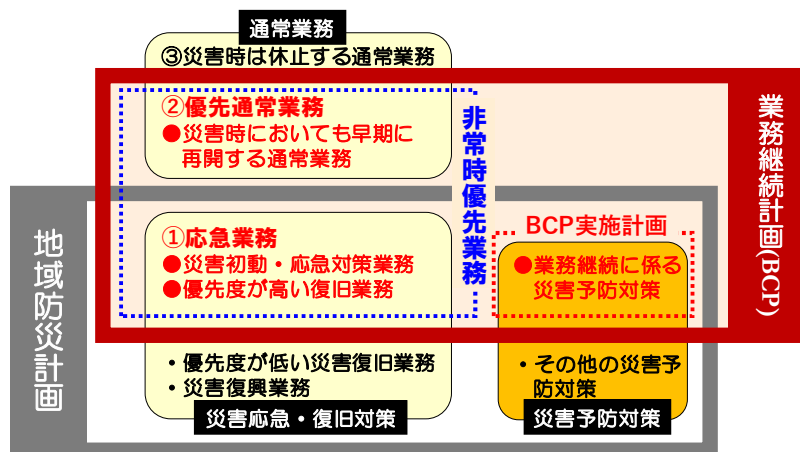 通常業務
③災害時は休止する通常業務
②優先通常業務
●災害時においても早期に
再開する通常業務
非常時優先業務
業務継続計画(BCP)
地域防災計画
①応急業務
●災害初動・応急対策業務
●優先度が高い復旧業務
BCP実施計画
●業務継続に係る
災害予防対策
・優先度が低い災害復旧業務
・災害復興業務
災害応急・復旧対策
・その他の災害予
防対策
災害予防対策